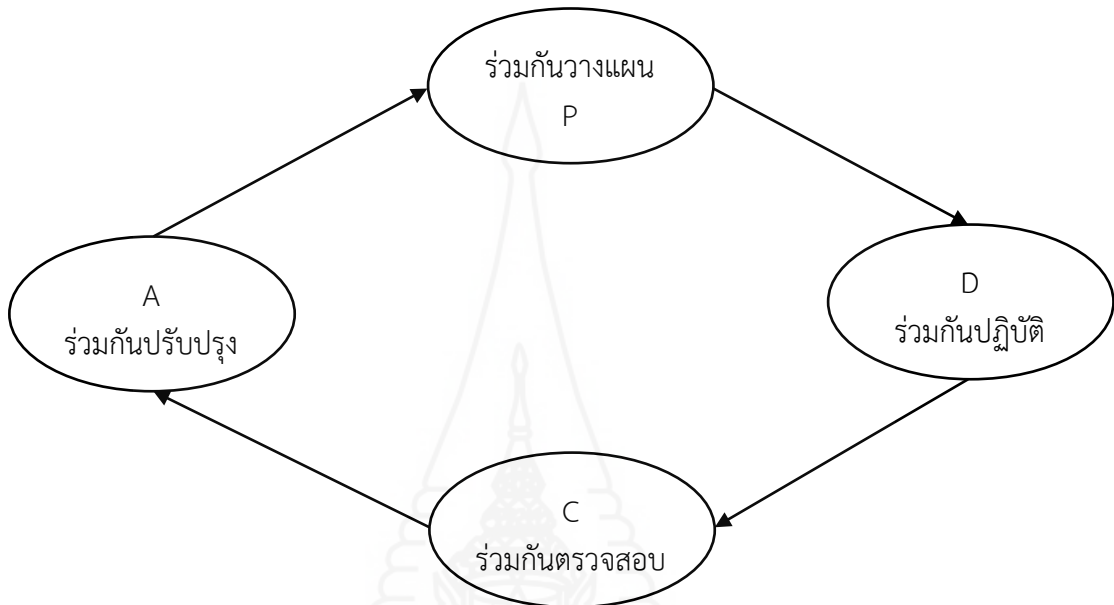 ร่วมกันวางแผน
P
A
ร่วมกันปรับปรุง
D
ร่วมกันปฏิบัติ
C
ร่วมกันตรวจสอบ